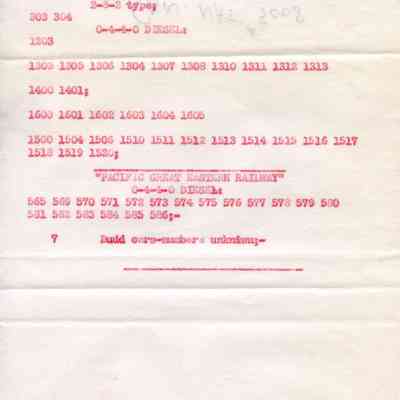 2-8-2 type;
303 304
0-4-4-0 DIESEL:
1203
1303 1305 1306 1304 1307 1308 1310 1311 1312 1313
1400 1401;
1600 1601 1602 1603 1604 1605
1500 1504 1506 1510 1511 1512 1513 1514 1515 1516 1517
1518 1519 1520;
"PACIFIC GREAT EASTERN RAILWAY"
0-4-4-0 DIESEL:
565 569 570 571 572 573 574 575 576 577 578 579 580
581 582 583 584 585 586;-
7 Budd cars-numbers unknown;-